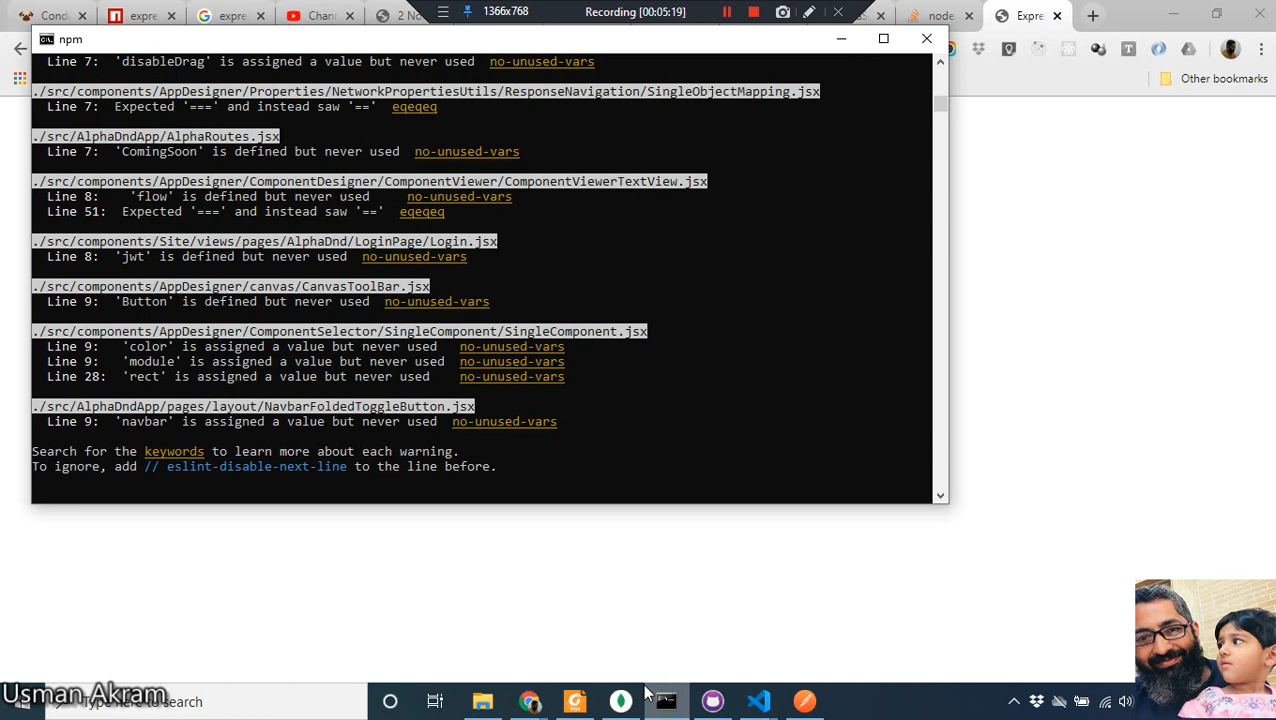 Cond
expre
expre
Chann
2 No
1366x768
Recording [00:05:19]
node
Expre
Other bookmarks
npm
Line 7: 'disableDrag' is assigned a value but never used no-unused-vars
./src/components/AppDesigner/Properties/NetworkPropertiesUtils/ResponseNavigation/SingleObjectMapping.jsx
Line 7: Expected '===' and instead saw '==' eqeqeq
./src/AlphaDndApp/AlphaRoutes.jsx
Line 7: 'ComingSoon' is defined but never used no-unused-vars
./src/components/AppDesigner/ComponentDesigner/ComponentViewer/ComponentViewerTextView.jsx
Line 8: 'flow' is defined but never used no-unused-vars
Line 51: Expected '===' and instead saw '==' eqeqeq
./src/components/Site/views/pages/AlphaDnd/LoginPage/Login.jsx
Line 8: 'jwt' is defined but never used no-unused-vars
./src/components/AppDesigner/canvas/CanvasToolBar.jsx
Line 9: 'Button' is defined but never used no-unused-vars
./src/components/AppDesigner/ComponentSelector/SingleComponent/SingleComponent.jsx
Line 9: 'color' is assigned a value but never used no-unused-vars
Line 9: 'module' is assigned a value but never used no-unused-vars
Line 28: 'rect' is assigned a value but never used no-unused-vars
./src/AlphaDndApp/pages/layout/NavbarFoldedToggleButton.jsx
Line 9: 'navbar' is assigned a value but never used no-unused-vars
Search for the keywords to learn more about each warning.
To ignore, add // eslint-disable-next-line to the line before.
Usman Akram
Type here to search